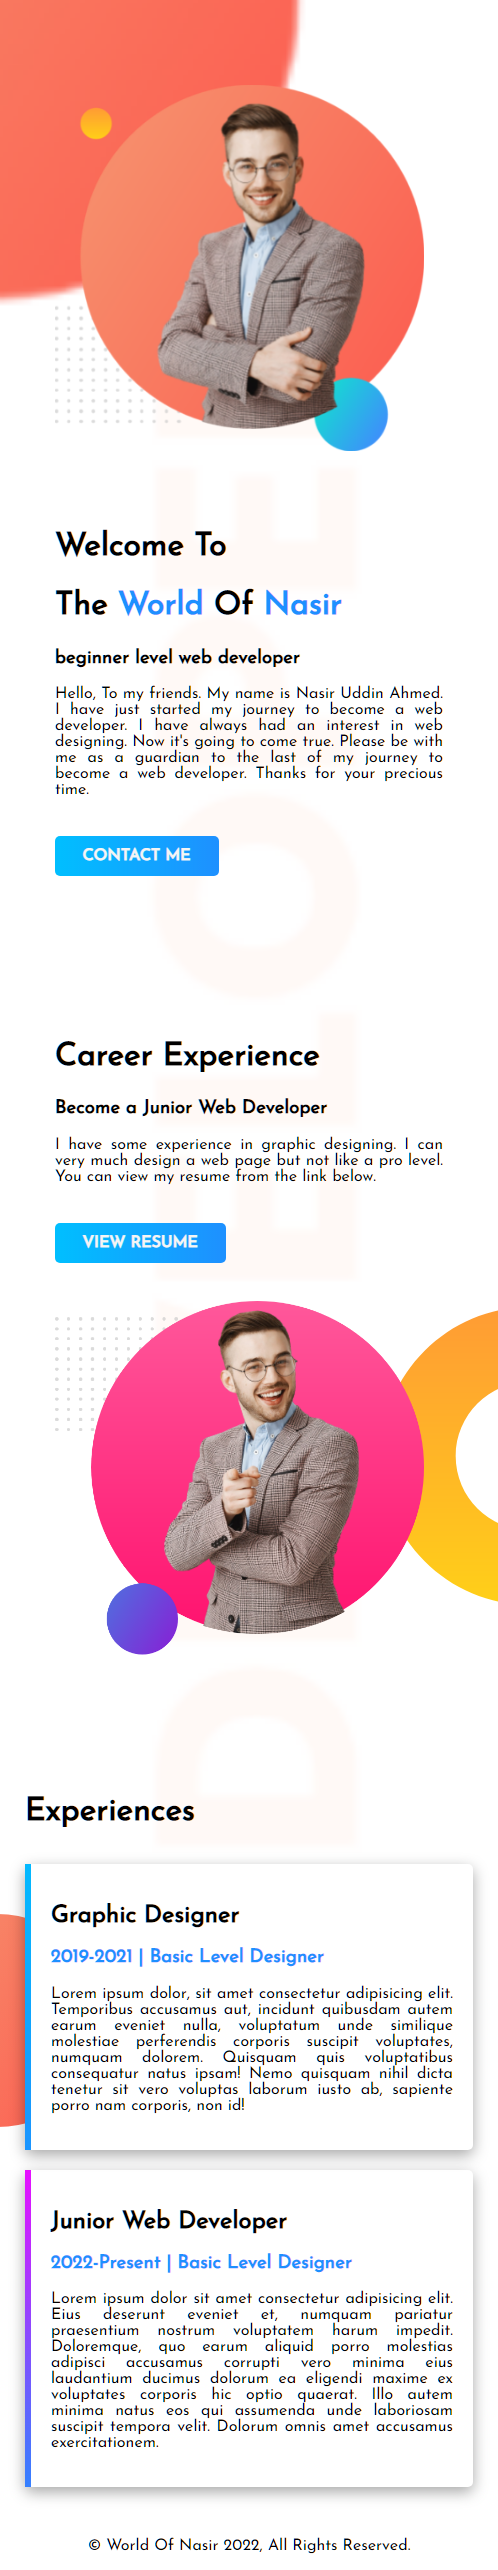 Welcome To
The World Of Nasir
beginner level web developer
Hello, To my friends. My name is Nasir Uddin Ahmed.
I have just started my journey to become a web
developer. I have always had an interest in web
designing. Now it's going to come true. Please be with
me as a guardian to the last of my journey to
become a web developer. Thanks for your precious
time.
CONTACT ME
Career Experience
Become a Junior Web Developer
I have some experience in graphic designing. I can
very much design a web page but not like a pro level.
You can view my resume from the link below.
VIEW RESUME
Experiences
Graphic Designer
2019-2021 | Basic Level Designer
Lorem ipsum dolor, sit amet consectetur adipisicing elit.
Temporibus accusamus aut, incidunt quibusdam autem
earum eveniet nulla, voluptatum unde similique
molestiae perferendis corporis suscipit voluptates,
numquam dolorem. Quisquam quis voluptatibus
consequatur natus ipsam! Nemo quisquam nihil dicta
tenetur sit vero voluptas laborum iusto ab, sapiente
porro nam corporis, non id!
Junior Web Developer
2022-Present | Basic Level Designer
Lorem ipsum dolor sit amet consectetur adipisicing elit.
Eius deserunt eveniet et, numquam pariatur
praesentium nostrum voluptatem harum impedit.
Doloremque, quo earum aliquid porro molestias
adipisci accusamus corrupti vero minima eius
laudantium ducimus dolorum ea eligendi maxime ex
voluptates corporis hic optio quaerat. Illo autem
minima natus eos qui assumenda unde laboriosam
suscipit tempora velit. Dolorum omnis amet accusamus
exercitationem.
© World Of Nasir 2022, All Rights Reserved.